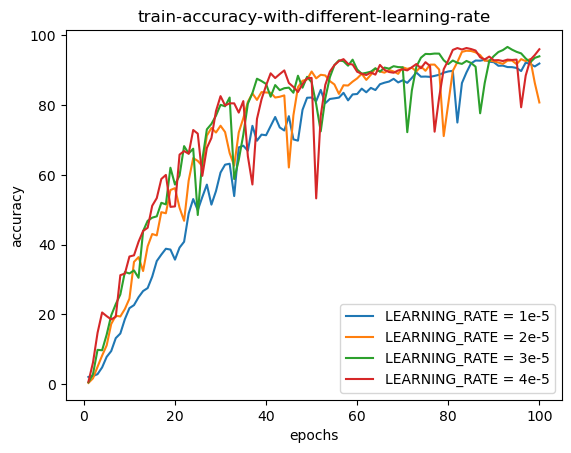 train-accuracy-with-different-learning-rate
100
80
60
40
20
0
accuracy
0 20 40 60 80 100
epochs
LEARNING_RATE = 1e-5
LEARNING_RATE = 2e-5
LEARNING_RATE = 3e-5
LEARNING_RATE = 4e-5